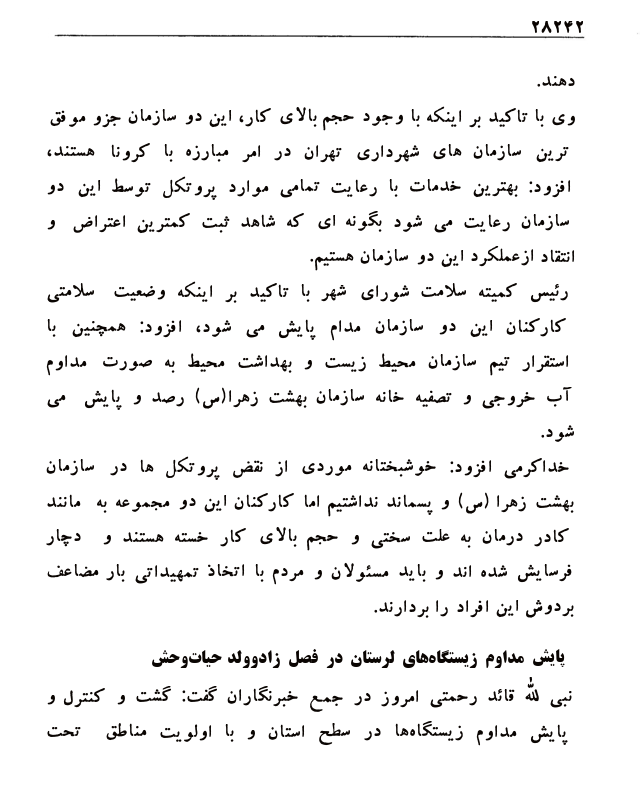 ۲۸۲۴۲
دهند.
وی با تاکید بر اینکه با وجود حجم بالای کار، این دو سازمان جزو موفق
ترین سازمان های شهرداری تهران در امر مبارزه با کرونا هستند،
افزود: بهترین خدمات با رعایت تمامی موارد پروتکل توسط این دو
سازمان رعایت می شود بگونه ای که شاهد ثبت کمترین اعتراض و
انتقاد ازعملکرد این دو سازمان هستیم.
رئیس کمیته سلامت شورای شهر با تاکید بر اینکه وضعیت سلامتی
کارکنان این دو سازمان مدام پایش می شود، افزود: همچنین با
استقرار تیم سازمان محیط زیست و بهداشت محیط به صورت مداوم
آب خروجی و تصفیه خانه سازمان بهشت زهرا(س) رصد و پایش می
شود.
خداکرمی افزود: خوشبختانه موردی از نقض پروتکل ها در سازمان
بهشت زهرا (س) و پسماند نداشتیم اما کارکنان این دو مجموعه به مانند
کادر درمان به علت سختی و حجم بالای کار خسته هستند و دچار
فرسایش شده اند و باید مسئولان و مردم با اتخاذ تمهیداتی بار مضاعف
بردوش این افراد را بردارند.
پایش مداوم زیستگاه‌های لرستان در فصل زادوولد حیات‌وحش
نبی لله قائد رحمتی امروز در جمع خبرنگاران گفت: گشت و کنترل و
پایش مداوم زیستگاه‌ها در سطح استان و با اولویت مناطق تحت